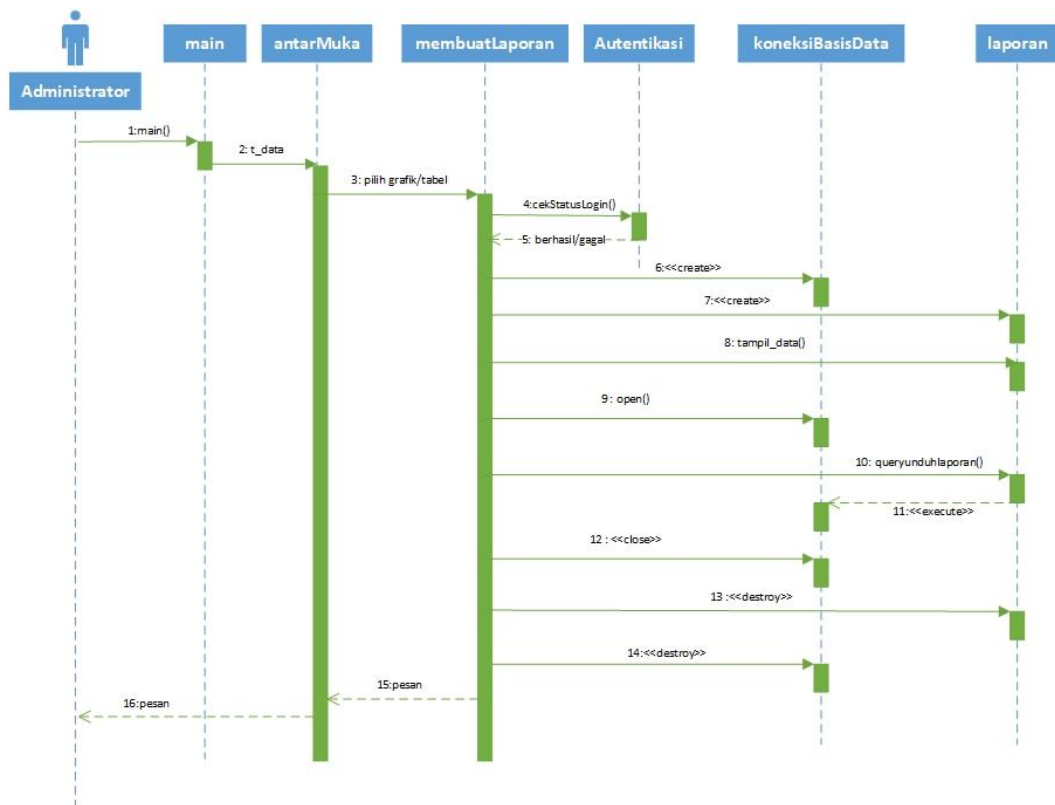 main
antarMuka
membuatLaporan
Autentikasi
koneksiBasisData
laporan
Administrator
1:main()
2: t_data
3: pilih grafik/tabel
4:cekStatusLogin()
5: berhasil/gagal
6:<<create>>
7:<<create>>
8: tampil_data()
9 : open()
10: queryunduhlaporan()
11:<<execute>>
12 : <<close>>
13 :<<destroy>>
14:<<destroy>>
15:pesan
16:pesan